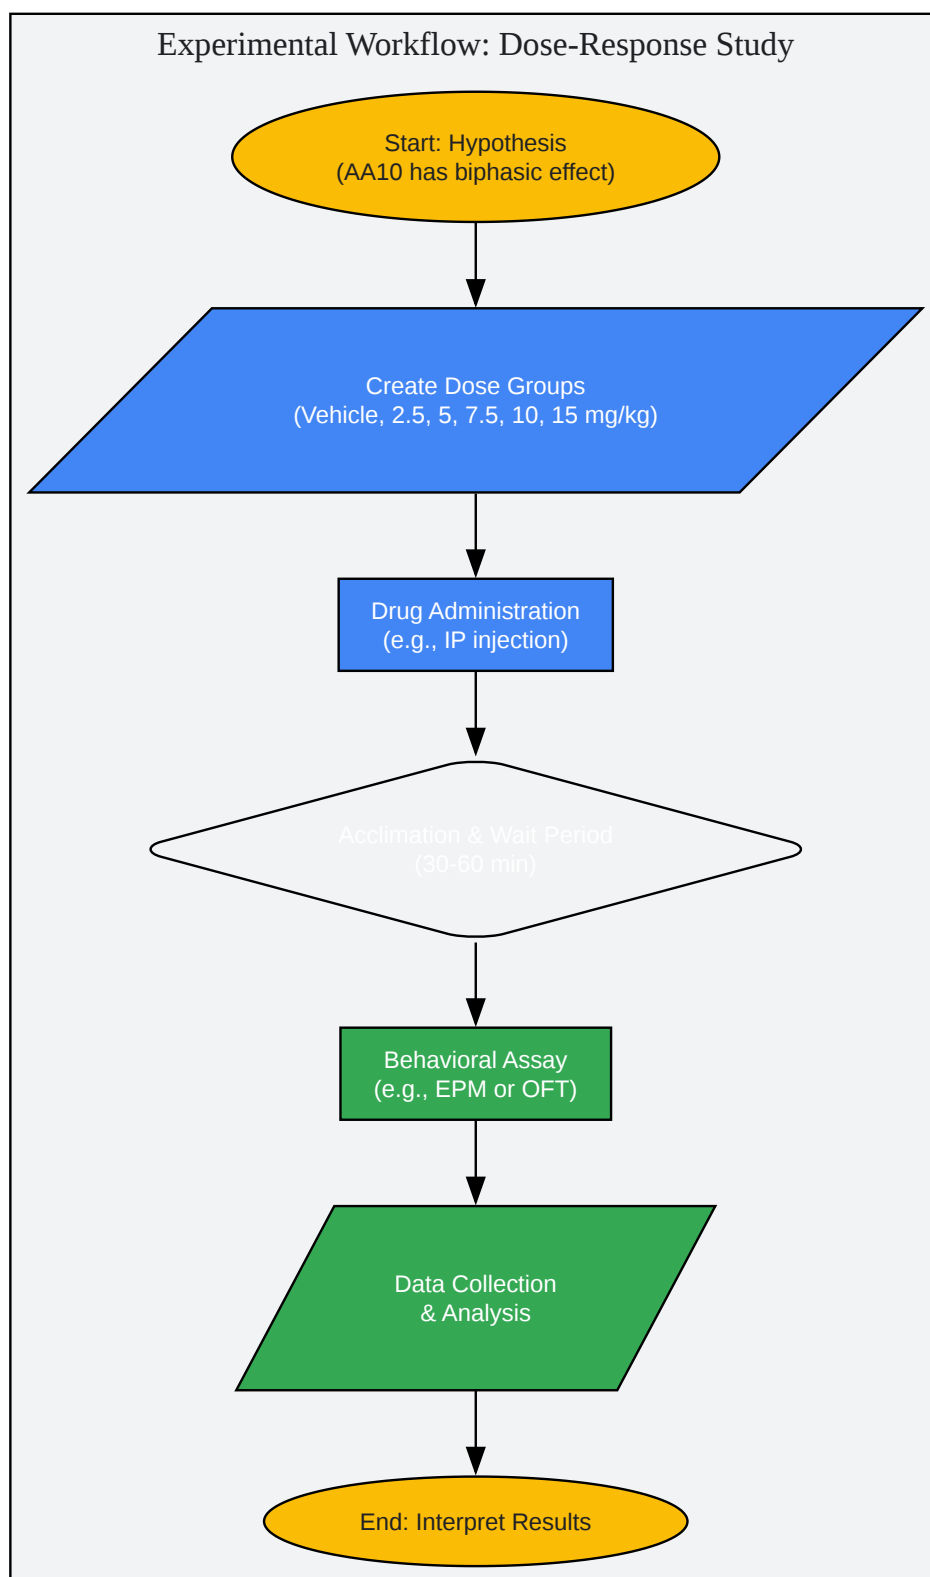 Experimental Workflow: Dose-Response Study
Start: Hypothesis
(AA10 has biphasic effect)
Create Dose Groups
(Vehicle, 2.5, 5, 7.5, 10, 15 mg/kg)
Drug Administration
(e.g., IP injection)
Acclimation & Wait Period
(30-60 min)
Behavioral Assay
(e.g., EPM or OFT)
Data Collection
& Analysis
End: Interpret Results